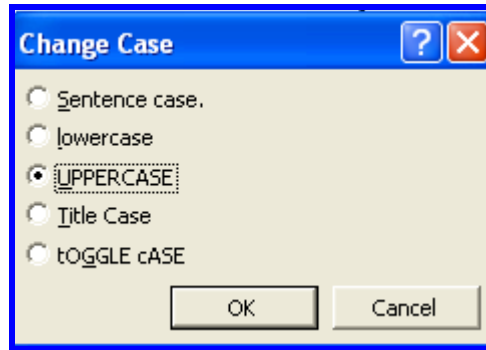 Change Case
Sentence case.
lowercase
UPPERCASE
Title Case
tOGGLE cASE
OK Cancel